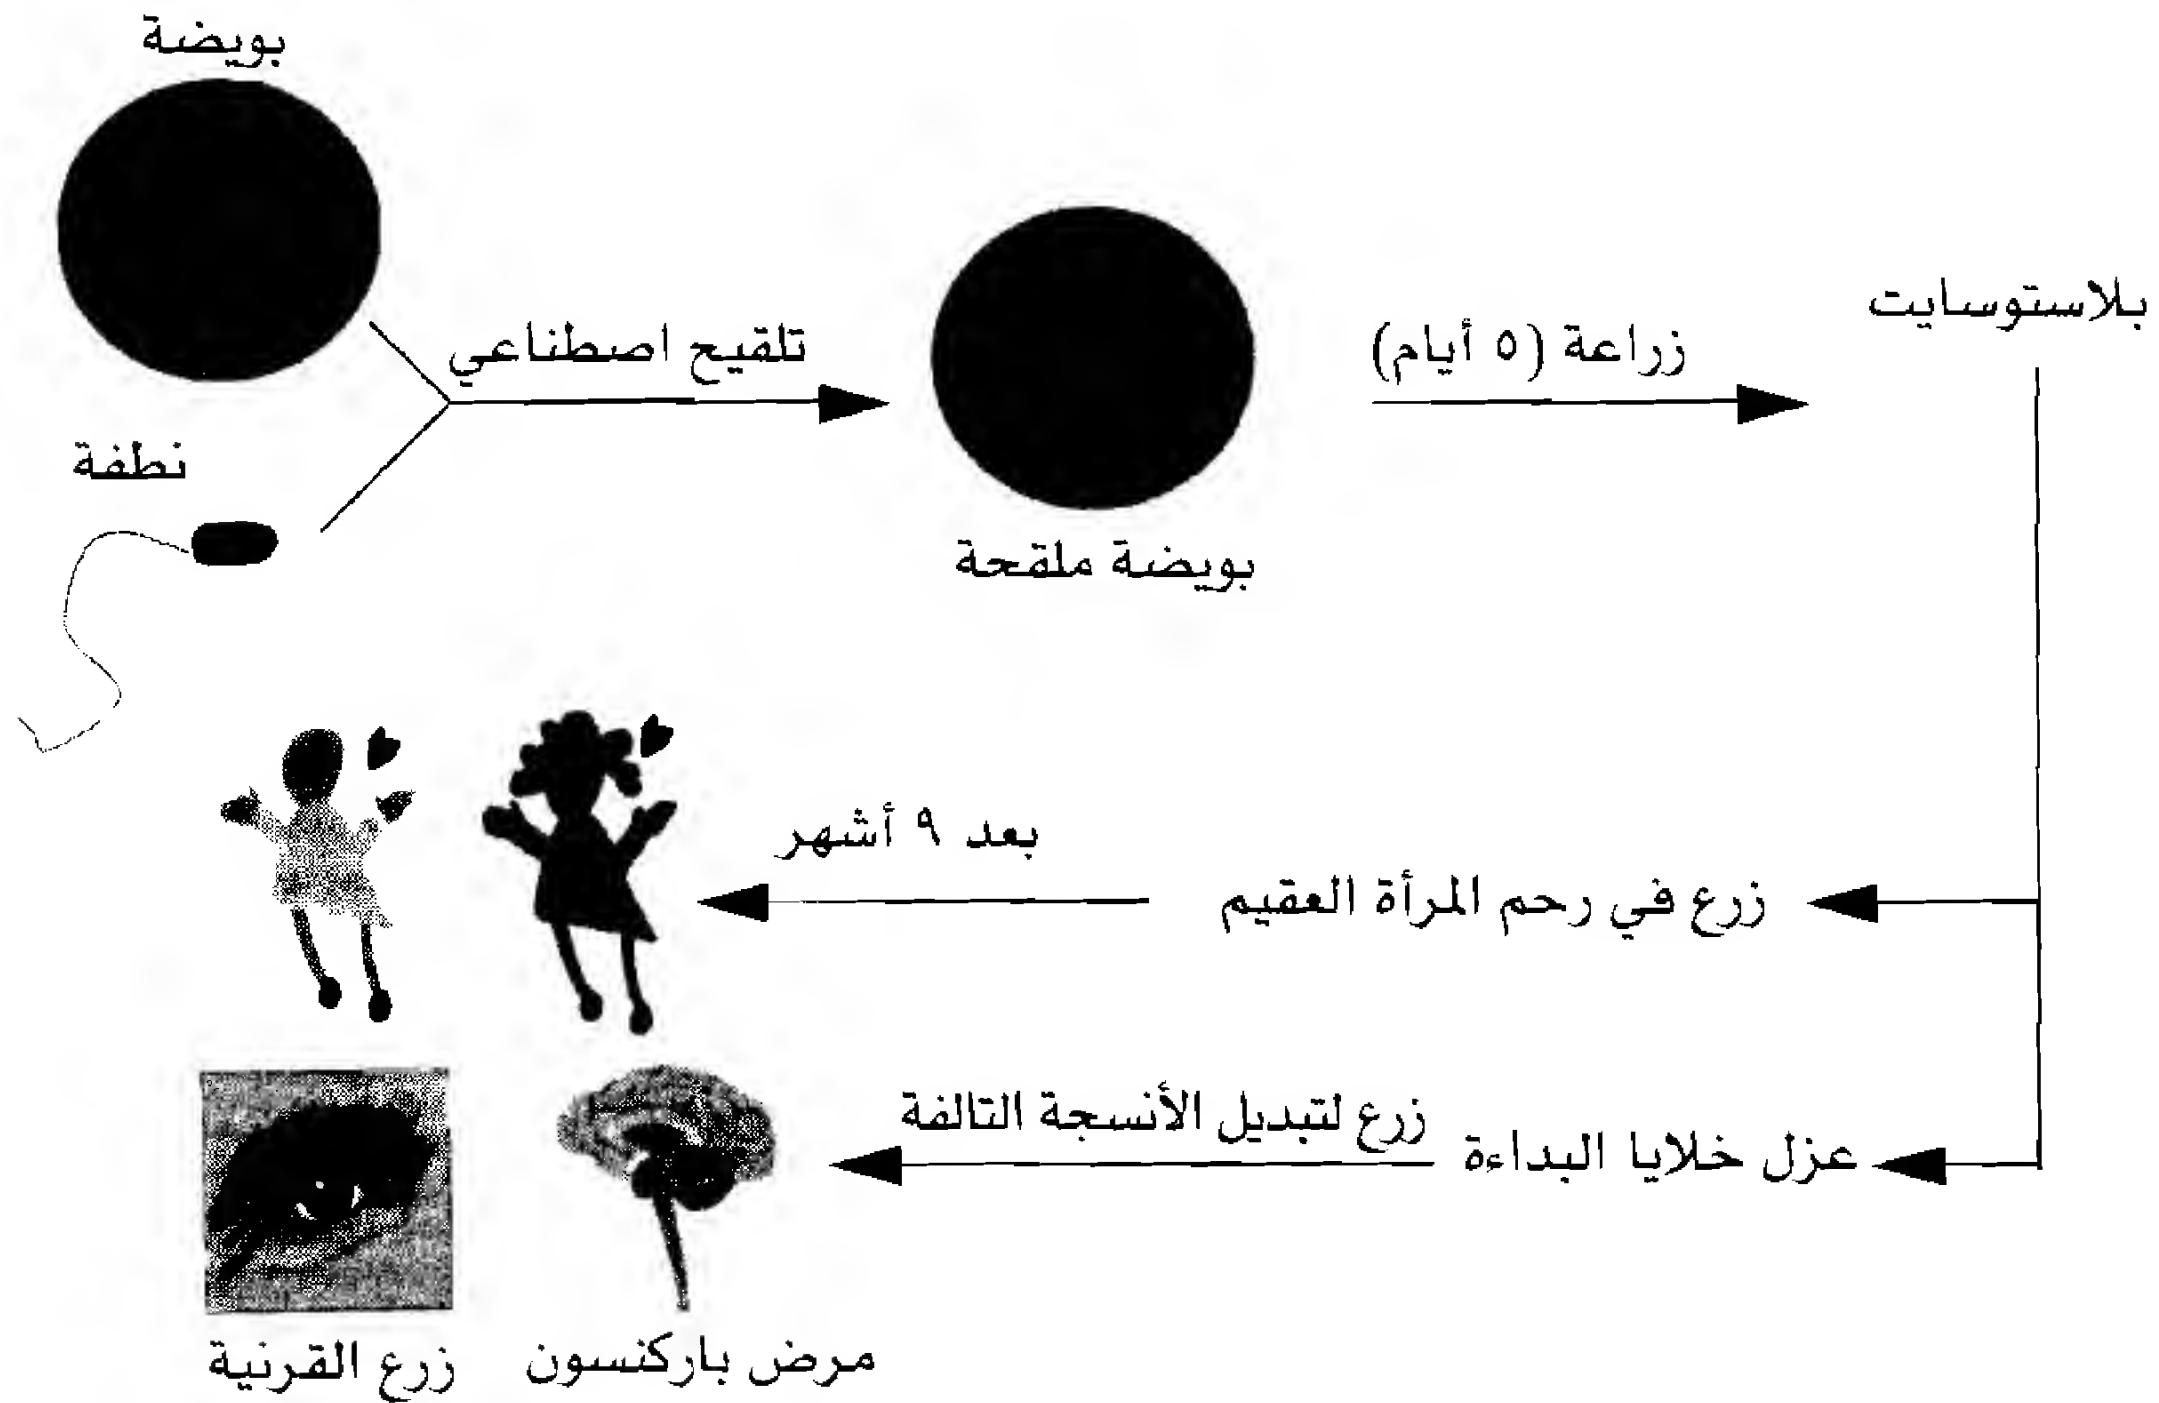 بويضة
تلقيح اصطناعي
نطفة
بويضة ملقحة
زراعة (٥ أيام)
بلاستوسايت
زرع في رحم المرأة العقيم
بعد ٩ أشهر
عزل خلايا البداءة
زرع لتبديل الأنسجة التالفة
مرض باركنسون
زرع القرنية